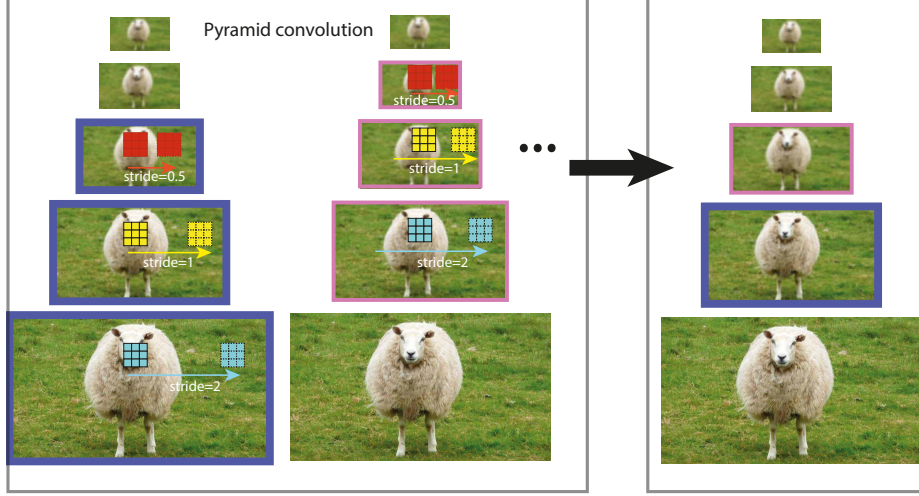 Pyramid convolution
stride=0.5
stride=0.5
stride=1
stride=1
stride=2
stride=2